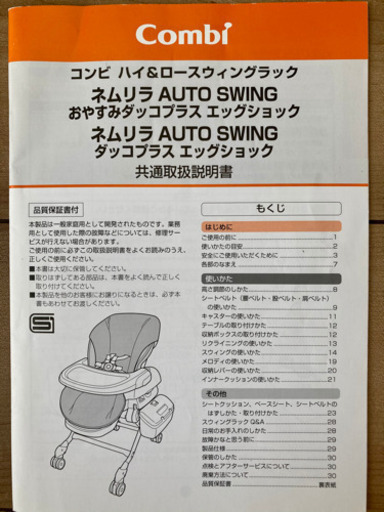 Combi
コンビ ハイ&ロースウィングラック
ネムリラ AUTO SWING
おやすみダッコプラス エッグショック
ネムリラ AUTO SWING
ダッコプラス エッグショック
共通取扱説明書
品質保証書付
本製品は一般家庭用として開発されたものです。業務
用として使用した際の故障などについては、修理サー
ビスが行えない場合があります。
ご使用の前に必ずこの取扱説明書をよくお読みのうえ、
正しくご使用ください。
■本書は大切に保管してください。
■取りはずしてある部品は、本書をよく読んで正しく
取り付けてください。
■本製品を他のお客様にお譲りになるときは、必ず本
書もあわせてお渡しください。
もくじ
はじめに
ご使用の前に 1
使いかたの目安 2
安全にご使用いただくために 3
各部のなまえ 7
使いかた
高さ調節のしかた 8
シートベルト（腰ベルト・股ベルト・肩ベルト）
の使いかた 9
キャスターの使いかた 11
テーブルの取り付けかた 12
収納ボックスの取り付けかた 12
リクライニングの使いかた 13
スウィングの使いかた 14
メロディの使いかた 19
収納レバーの使いかた 20
インナークッションの使いかた 21
その他
シートクッション、ベースシート、シートベルトの
はずしかた・取り付けかた 23
スウィングラックQ&A 28
日常のお手入れのしかた 28
故障かなと思う前に 29
製品仕様 29
保管のしかた 30
点検とアフターサービスについて 30
廃棄方法について 30
品質保証書 裏表紙